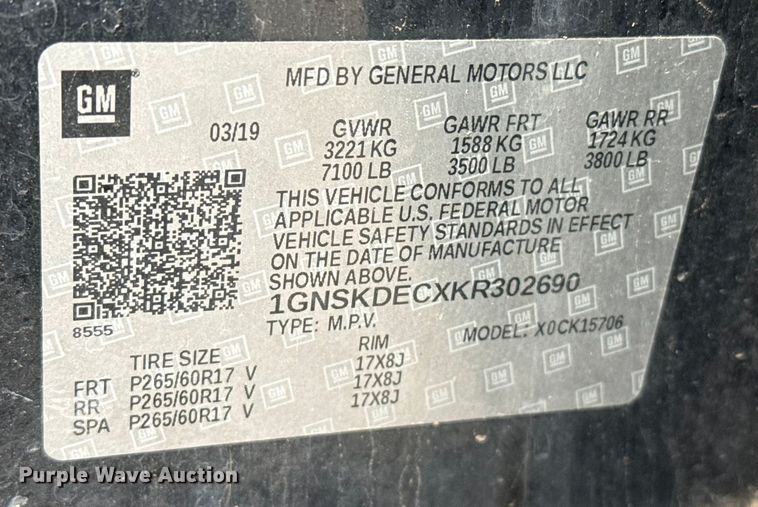 GM
MFD BY GENERAL MOTORS LLC
03/19 GVWR GAWR FRT GAWR RR
3221 KG 1588 KG 1724 KG
7100 LB 3500 LB 3800 LB
THIS VEHICLE CONFORMS TO ALL
APPLICABLE U.S. FEDERAL MOTOR
VEHICLE SAFETY STANDARDS IN EFFECT
ON THE DATE OF MANUFACTURE
SHOWN ABOVE.
1GNSKDECXKR302690
8555
TYPE: M.P.V. MODEL: X0CK15706
TIRE SIZE RIM
FRT P265/60R17 V 17X8J
RR P265/60R17 V 17X8J
SPA P265/60R17 V 17X8J
Purple Wave Auction